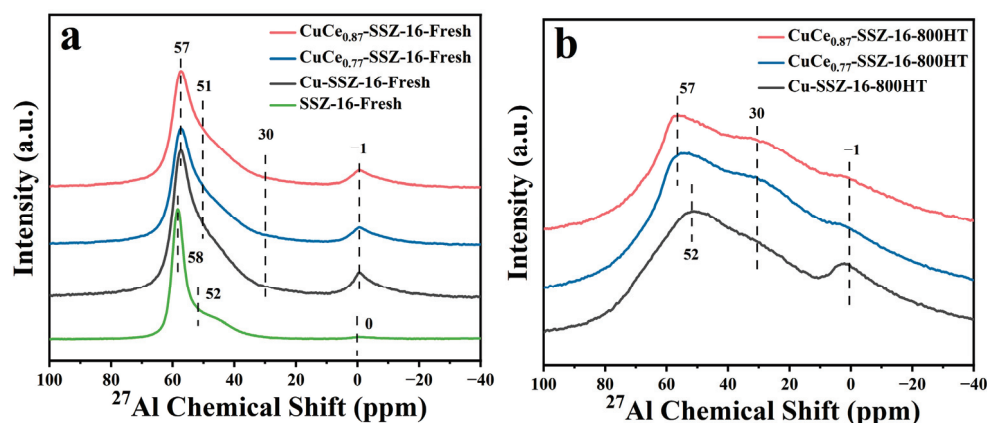 a
CuCe0.87-SSZ-16-Fresh
CuCe0.77-SSZ-16-Fresh
Cu-SSZ-16-Fresh
SSZ-16-Fresh
57
51
30
−1
58
52
0
Intensity (a.u.)
100 80 60 40 20 0 −20 −40
27Al Chemical Shift (ppm)
b
CuCe0.87-SSZ-16-800HT
CuCe0.77-SSZ-16-800HT
Cu-SSZ-16-800HT
57
30
−1
52
Intensity (a.u.)
100 80 60 40 20 0 −20 −40
27Al Chemical Shift (ppm)